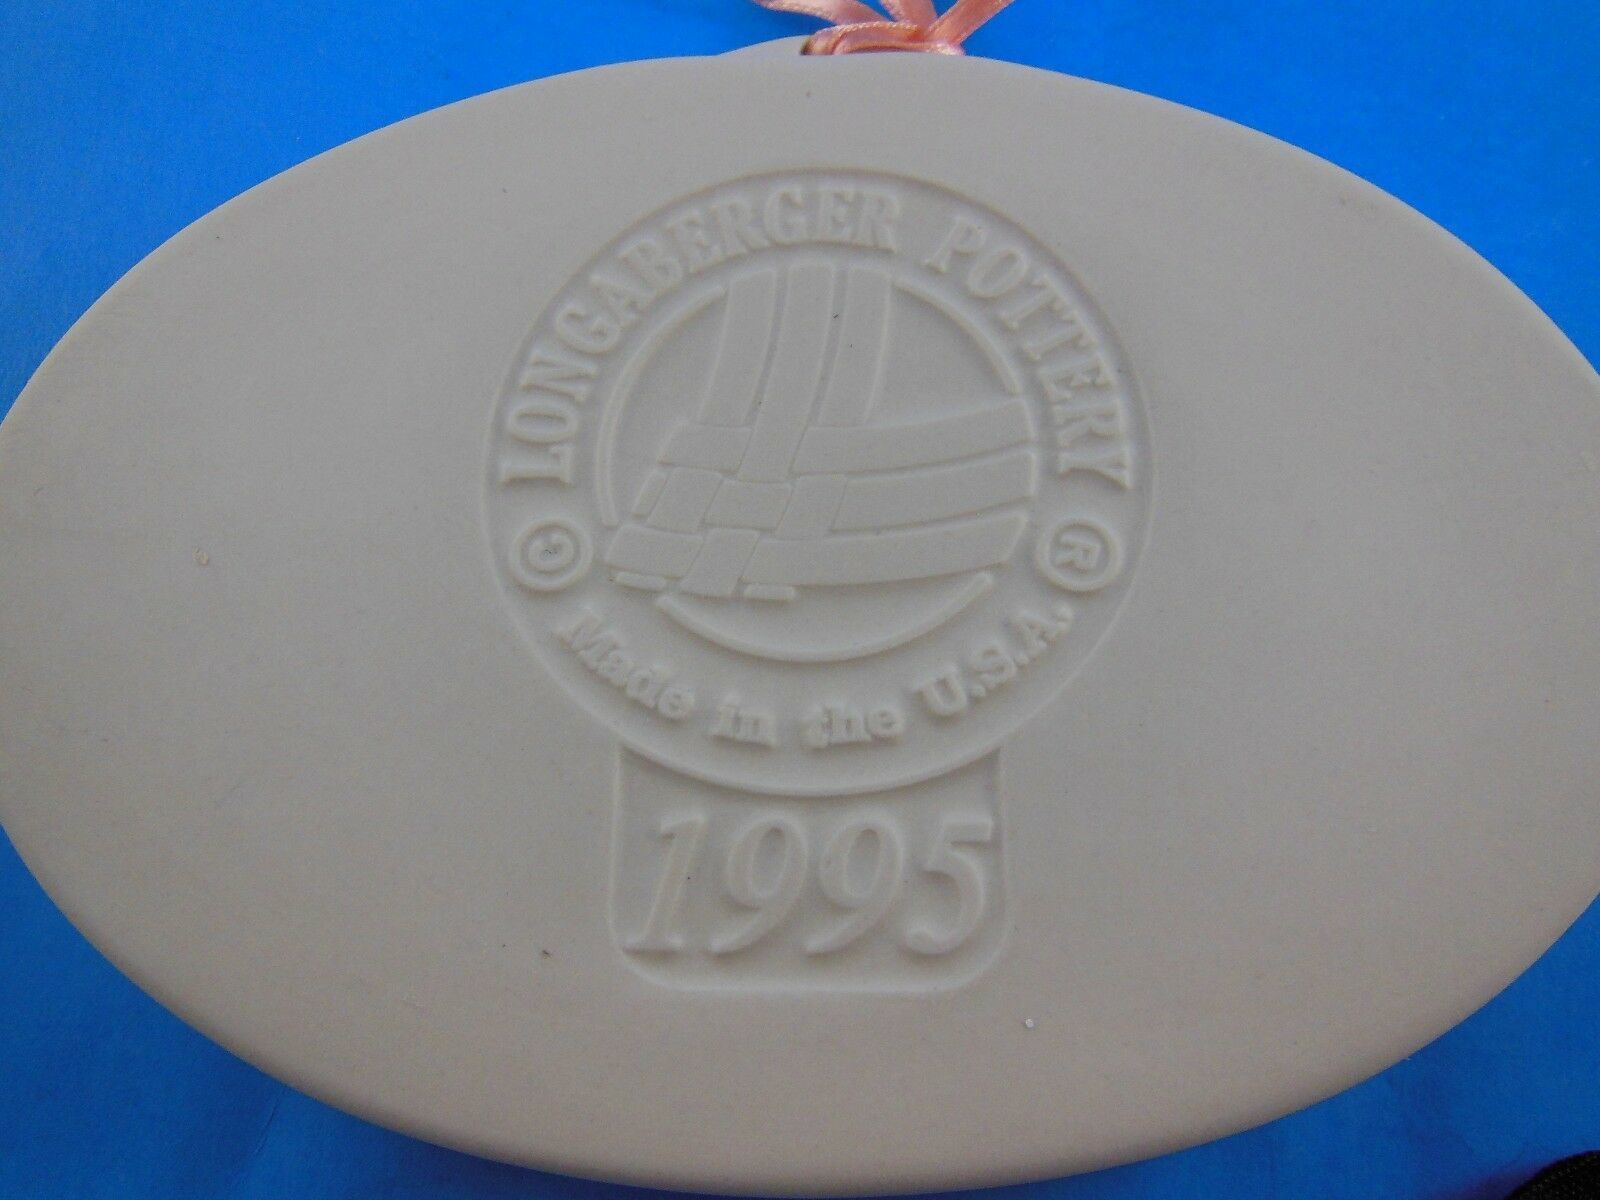 LONGABERGER POTTERY
© ®
Made in the U.S.A.
1995